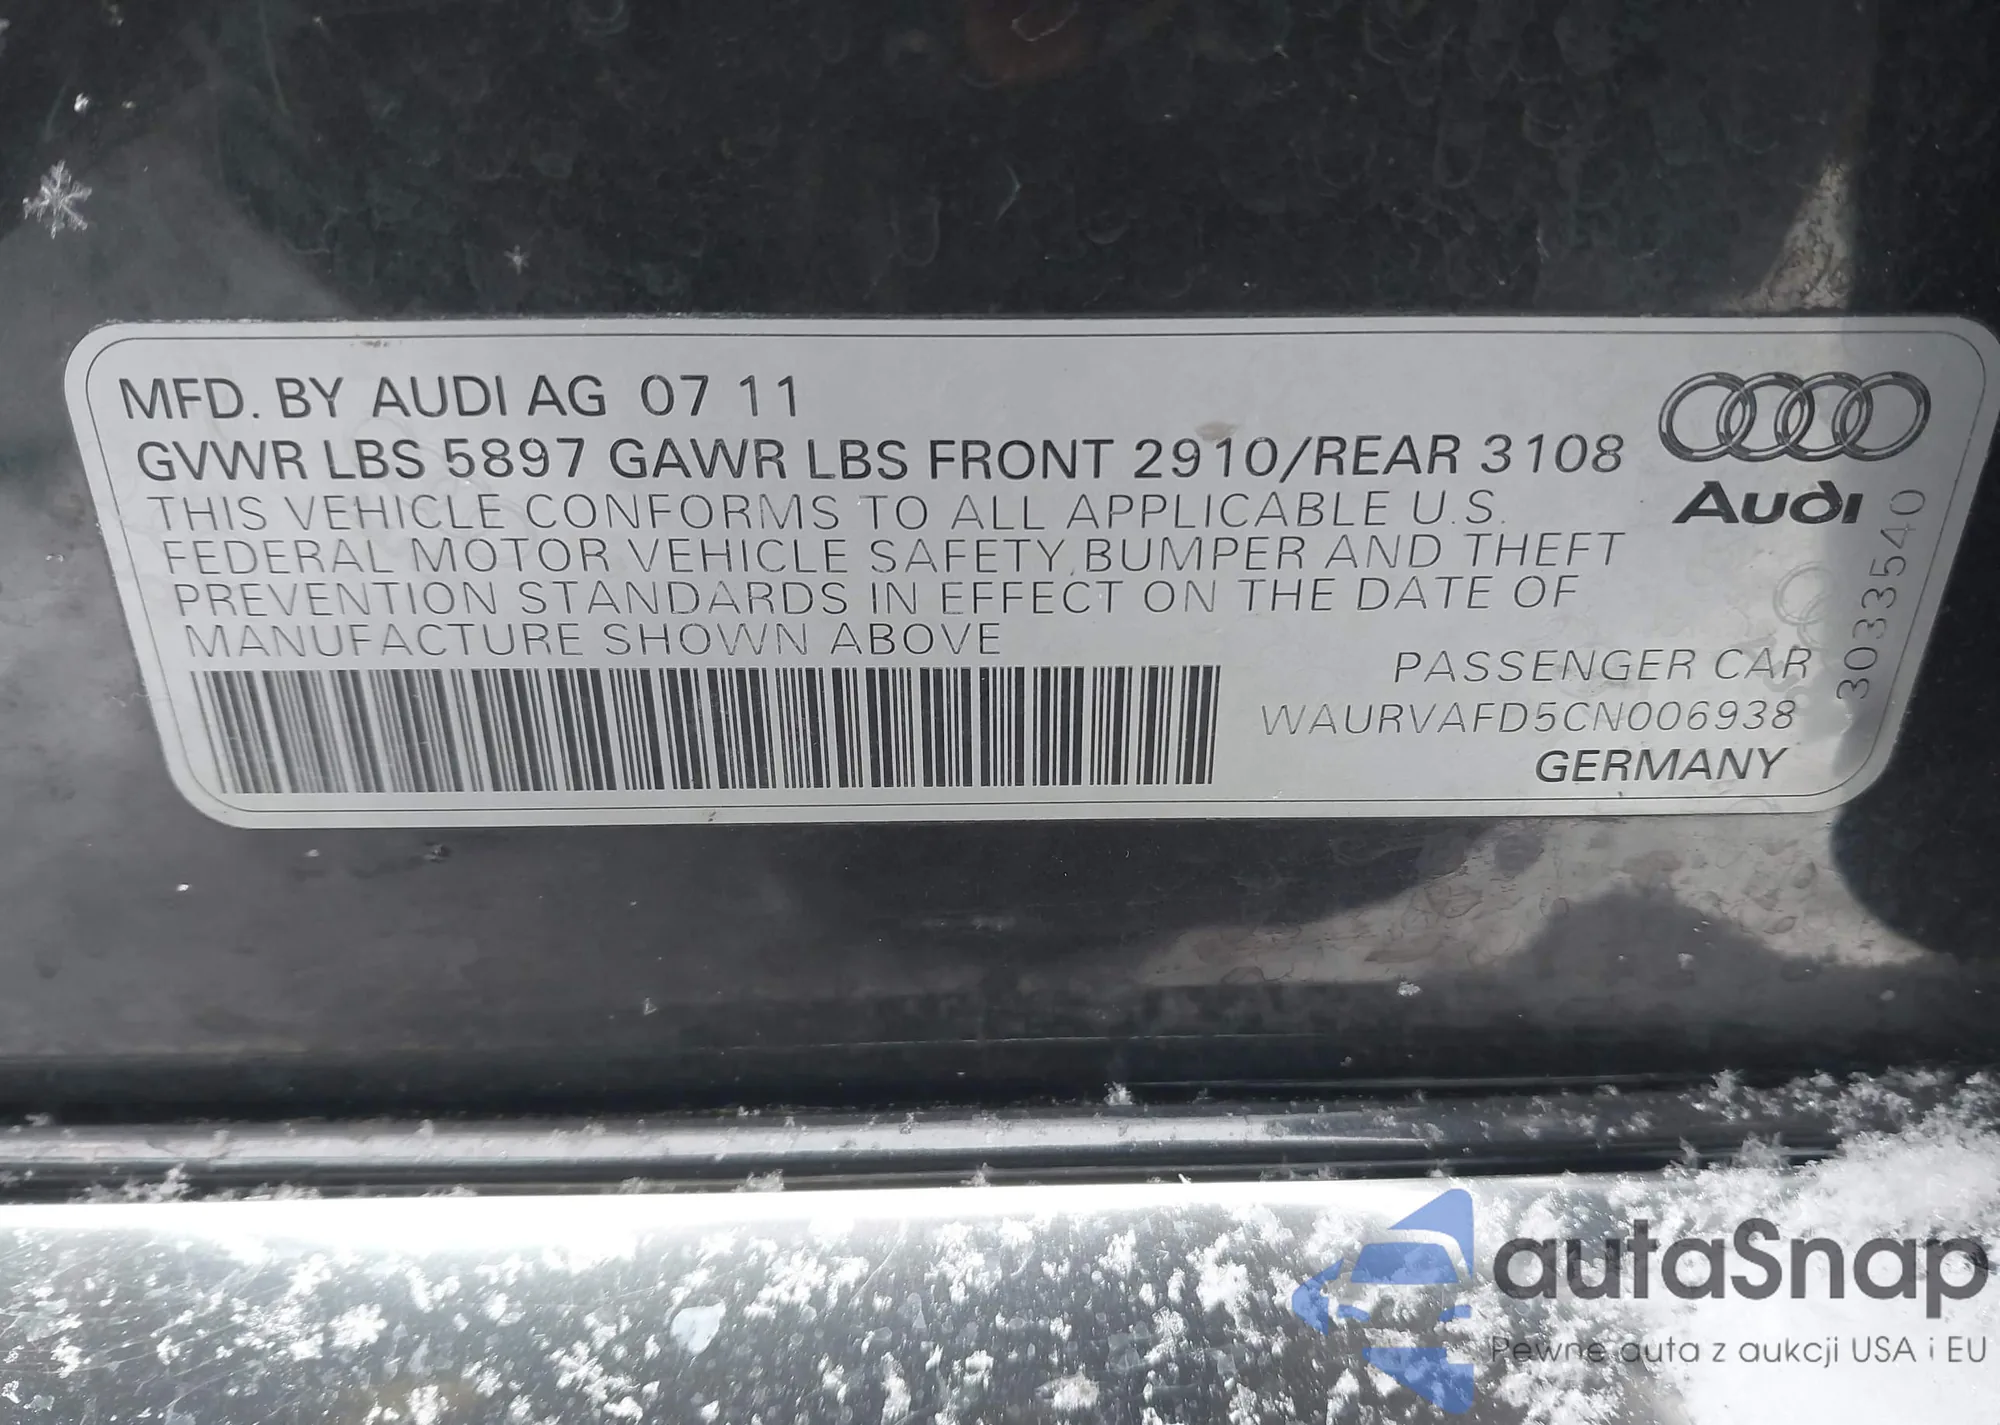 MFD. BY AUDI AG 07 11
GVWR LBS 5897 GAWR LBS FRONT 2910/REAR 3108
THIS VEHICLE CONFORMS TO ALL APPLICABLE U.S.
FEDERAL MOTOR VEHICLE SAFETY, BUMPER AND THEFT
PREVENTION STANDARDS IN EFFECT ON THE DATE OF
MANUFACTURE SHOWN ABOVE
Audi
3033540
PASSENGER CAR
WAURVAFD5CN006938
GERMANY
autaSnap
Pewne auta z aukcji USA i EU